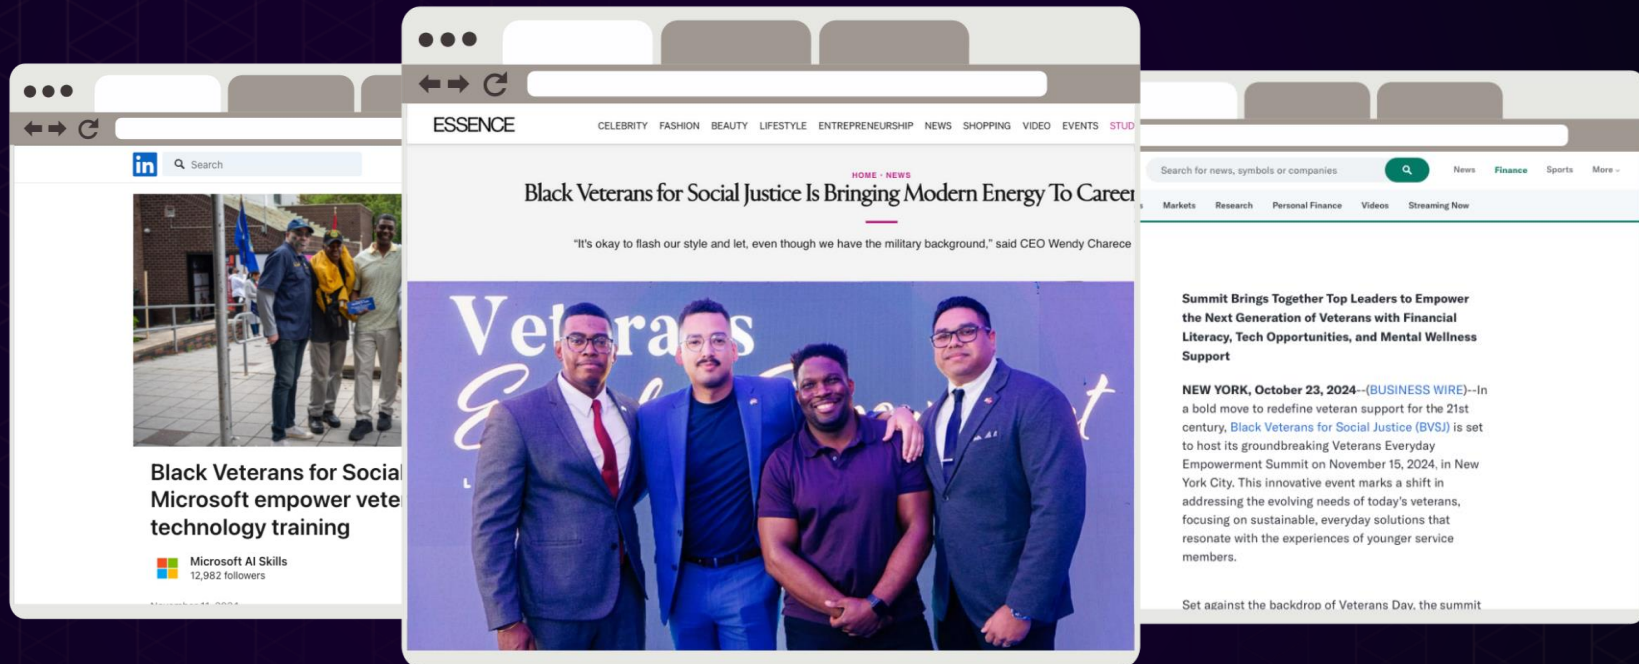 in
Search
Black Veterans for Social
Microsoft empower
technology training
Microsoft AI Skills
12,982 followers
ESSENCE
CELEBRITY FASHION BEAUTY LIFESTYLE ENTREPRENEURSHIP NEWS SHOPPING VIDEO EVENTS STUD
HOME · NEWS
Black Veterans for Social Justice Is Bringing Modern Energy To Career
“It's okay to flash our style and let, even though we have the military background,” said CEO Wendy Charece
Veterans
Search for news, symbols or companies
News Finance Sports More
Markets Research Personal Finance Videos Streaming Now
Summit Brings Together Top Leaders to Empower
the Next Generation of Veterans with Financial
Literacy, Tech Opportunities, and Mental Wellness
Support
NEW YORK, October 23, 2024--(BUSINESS WIRE)--In
a bold move to redefine veteran support for the 21st
century, Black Veterans for Social Justice (BVSJ) is set
to host its groundbreaking Veterans Everyday
Empowerment Summit on November 15, 2024, in New
York City. This innovative event marks a shift in
addressing the evolving needs of today's veterans,
focusing on sustainable, everyday solutions that
resonate with the experiences of younger service
members.
Set against the backdrop of Veterans Day, the summit